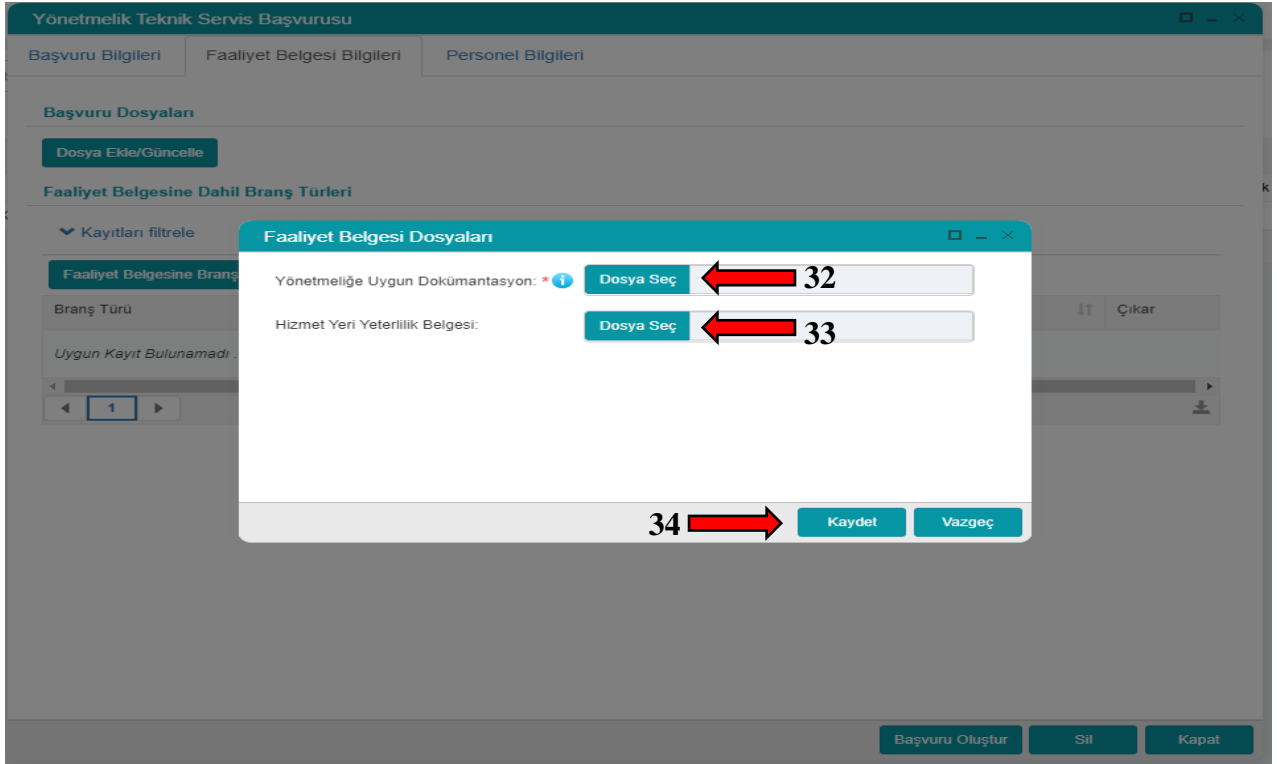 Yönetmelik Teknik Servis Başvurusu
Başvuru Bilgileri Faaliyet Belgesi Bilgileri Personel Bilgileri
Başvuru Dosyaları
Dosya Ekle/Güncelle
Faaliyet Belgesine Dahil Branş Türleri
k
Kayıtları filtrele
Faaliyet Belgesi Dosyaları
Faaliyet Belgesine Branş
Yönetmeliğe Uygun Dokümantasyon: * Dosya Seç 32
Branş Türü
Çıkar
Hizmet Yeri Yeterlilik Belgesi: Dosya Seç 33
Uygun Kayıt Bulunamadı .
1
34 Kaydet Vazgeç
Başvuru Oluştur Sil Kapat